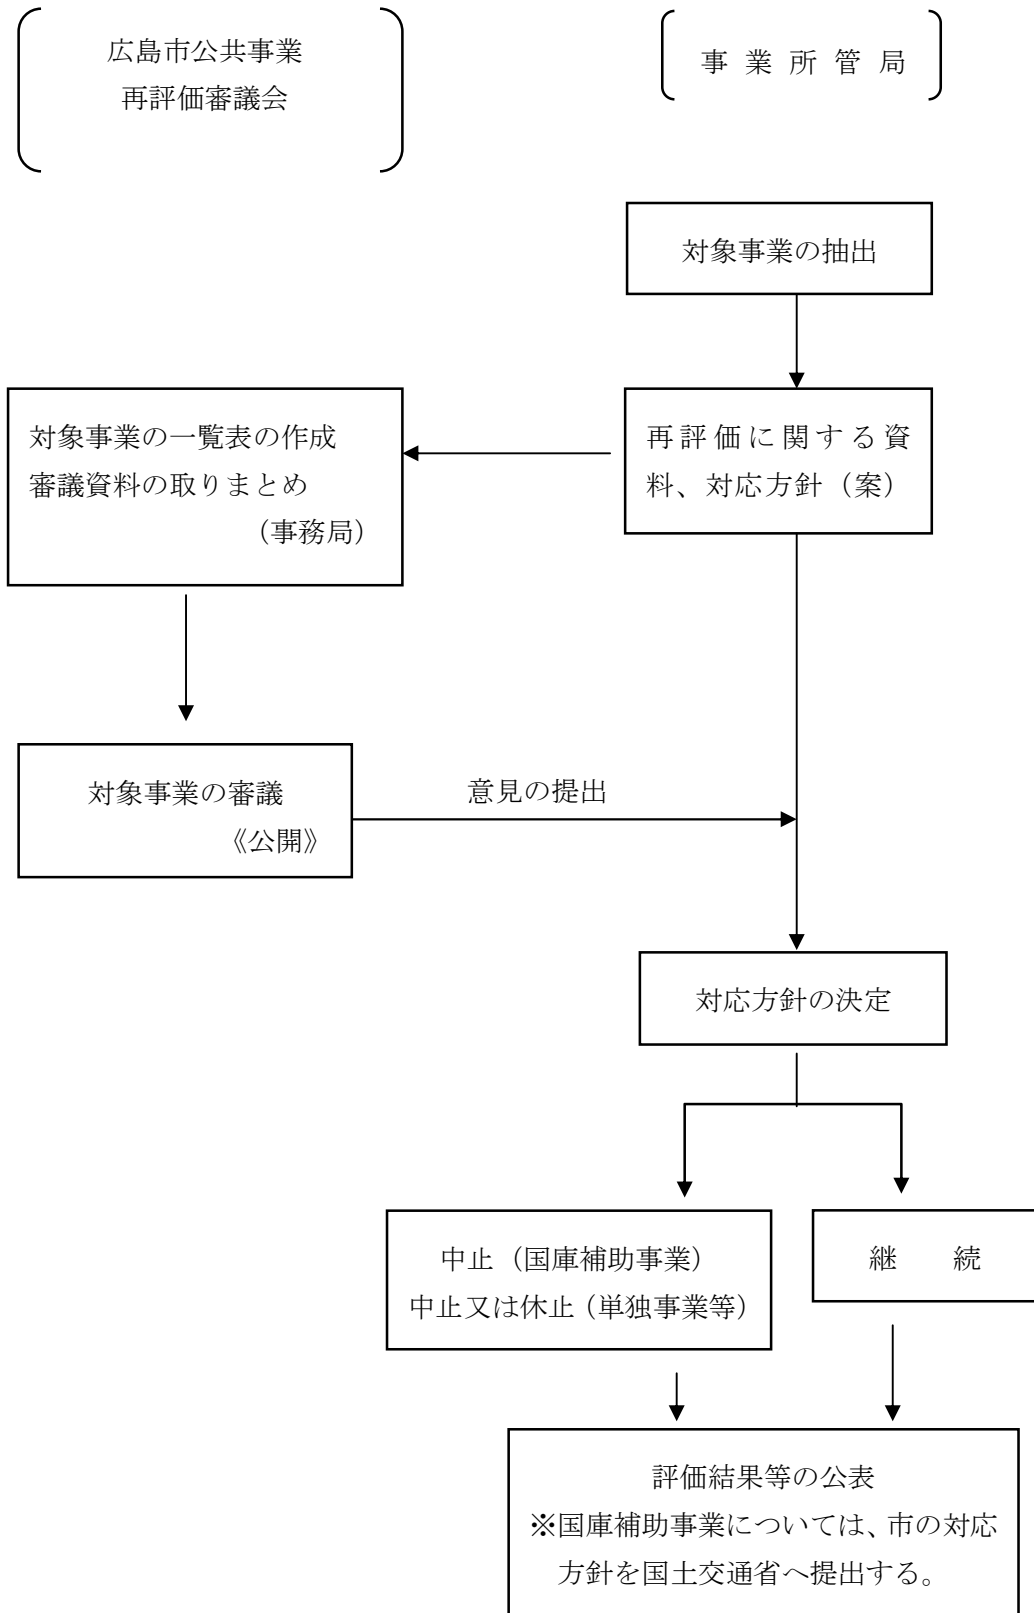 広島市公共事業
再評価審議会
事業所管局
対象事業の抽出
対象事業の一覧表の作成
審議資料の取りまとめ
（事務局）
再評価に関する資
料、対応方針（案）
対象事業の審議
《公開》
意見の提出
対応方針の決定
中止（国庫補助事業）
中止又は休止（単独事業等）
継　　続
評価結果等の公表
※国庫補助事業については、市の対応
方針を国土交通省へ提出する。